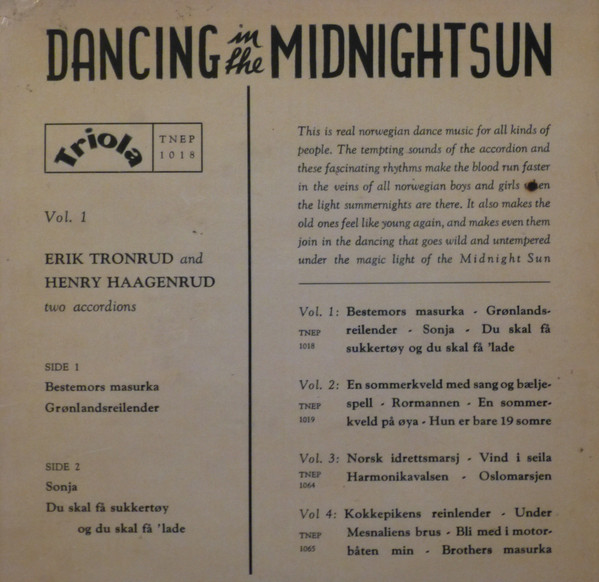 DANCING in the MIDNIGHTSUN
Triola
TNEP
1018
Vol. 1
ERIK TRONRUD and
HENRY HAAGENRUD
two accordions
SIDE 1
Bestemors masurka
Grønlandsreilender
SIDE 2
Sonja
Du skal få sukkertøy
og du skal få 'lade
This is real norwegian dance music for all kinds of
people. The tempting sounds of the accordion and
these fascinating rhythms make the blood run faster
in the veins of all norwegian boys and girls when
the light summernights are there. It also makes the
old ones feel like young again, and makes even them
join in the dancing that goes wild and untempered
under the magic light of the Midnight Sun
Vol. 1: Bestemors masurka - Grønlands-
TNEP reilender - Sonja - Du skal få
1018 sukkertøy og du skal få 'lade
Vol. 2: En sommerkveld med sang og bælje-
TNEP spell - Rormannen - En sommer-
1019 kveld på øya - Hun er bare 19 somre
Vol. 3: Norsk idrettsmarsj - Vind i seila
TNEP Harmonikavalsen - Oslomarsjen
1064
Vol 4: Kokkepikens reinlender - Under
TNEP Mesnaliens brus - Bli med i motor-
1065 båten min - Brothers masurka